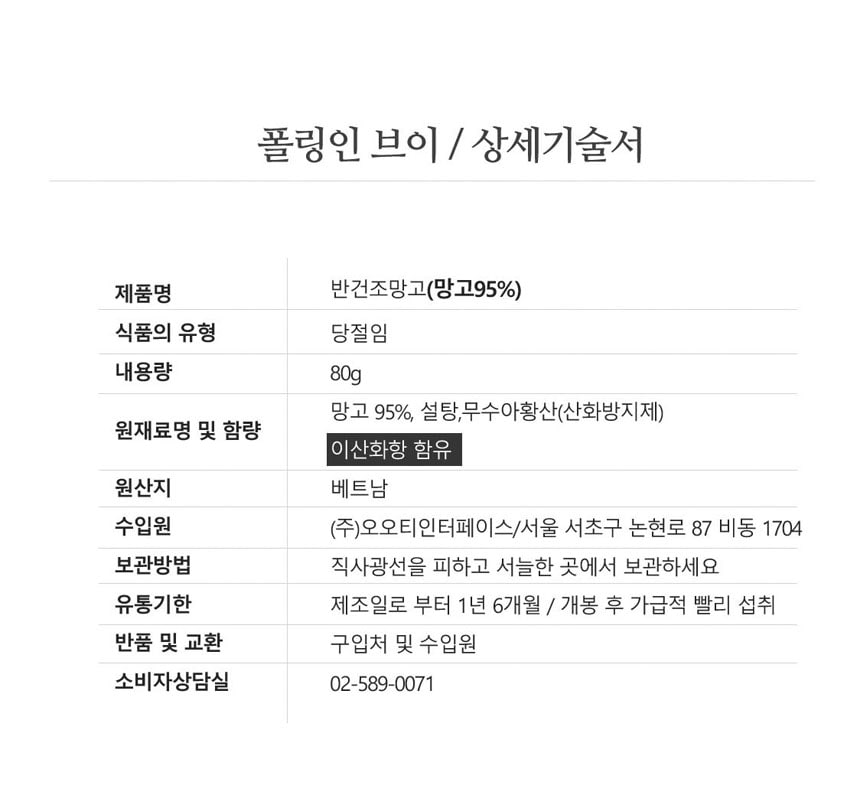 폴링인 브이 / 상세기술서
제품명 반건조망고(망고95%)
식품의 유형 당절임
내용량 80g
원재료명 및 함량 망고 95%, 설탕,무수아황산(산화방지제)
이산화항 함유
원산지 베트남
수입원 (주)오오티인터페이스/서울 서초구 논현로 87 비동 1704
보관방법 직사광선을 피하고 서늘한 곳에서 보관하세요
유통기한 제조일로 부터 1년 6개월 / 개봉 후 가급적 빨리 섭취
반품 및 교환 구입처 및 수입원
소비자상담실 02-589-0071